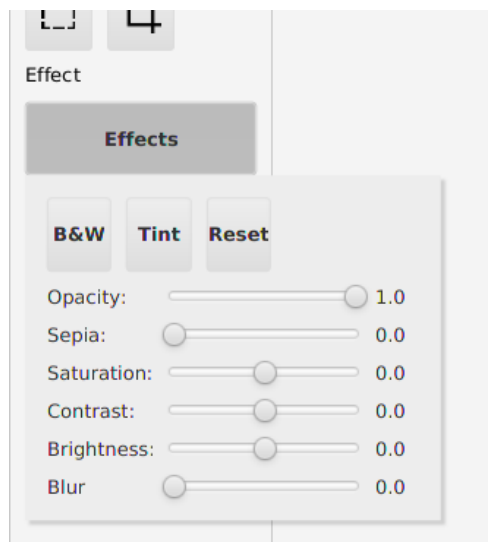 Effect
Effects
B&W Tint Reset
Opacity: 1.0
Sepia: 0.0
Saturation: 0.0
Contrast: 0.0
Brightness: 0.0
Blur 0.0